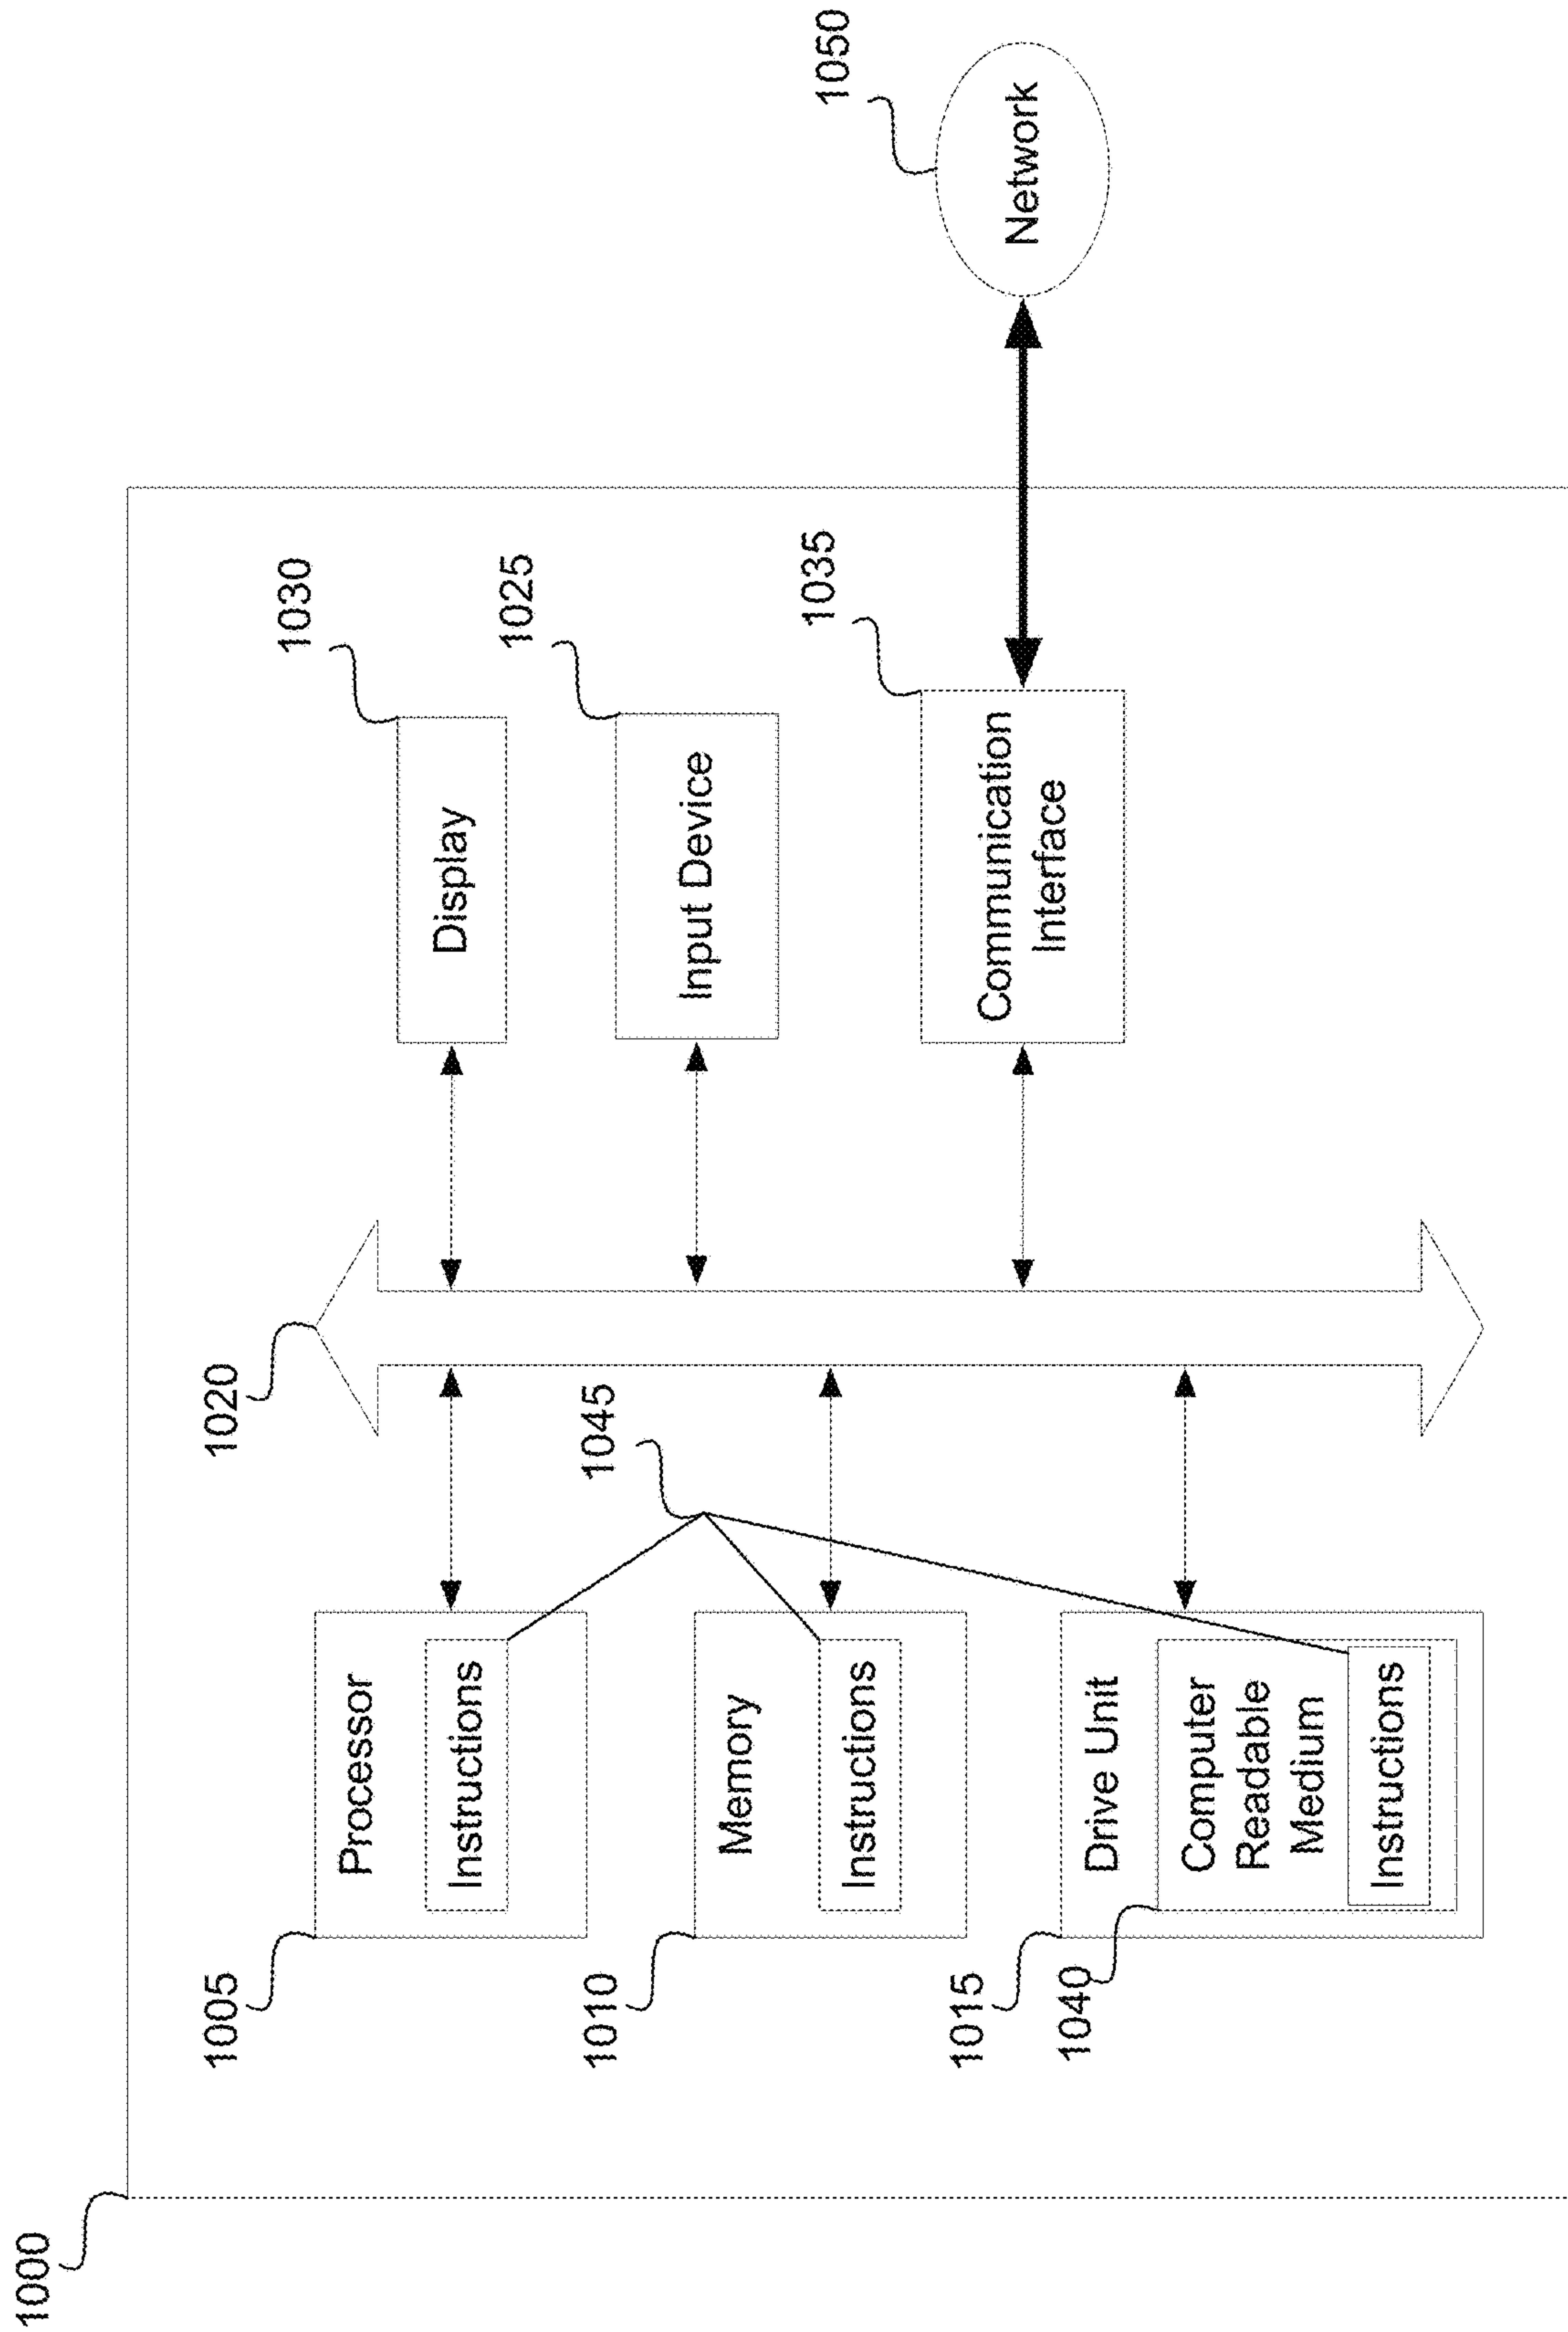 1000
1005
Processor
Instructions
1010
Memory
Instructions
1015
Drive Unit
1040
Computer
Readable
Medium
Instructions
1045
1020
1030
Display
1025
Input Device
1035
Communication
Interface
1050
Network